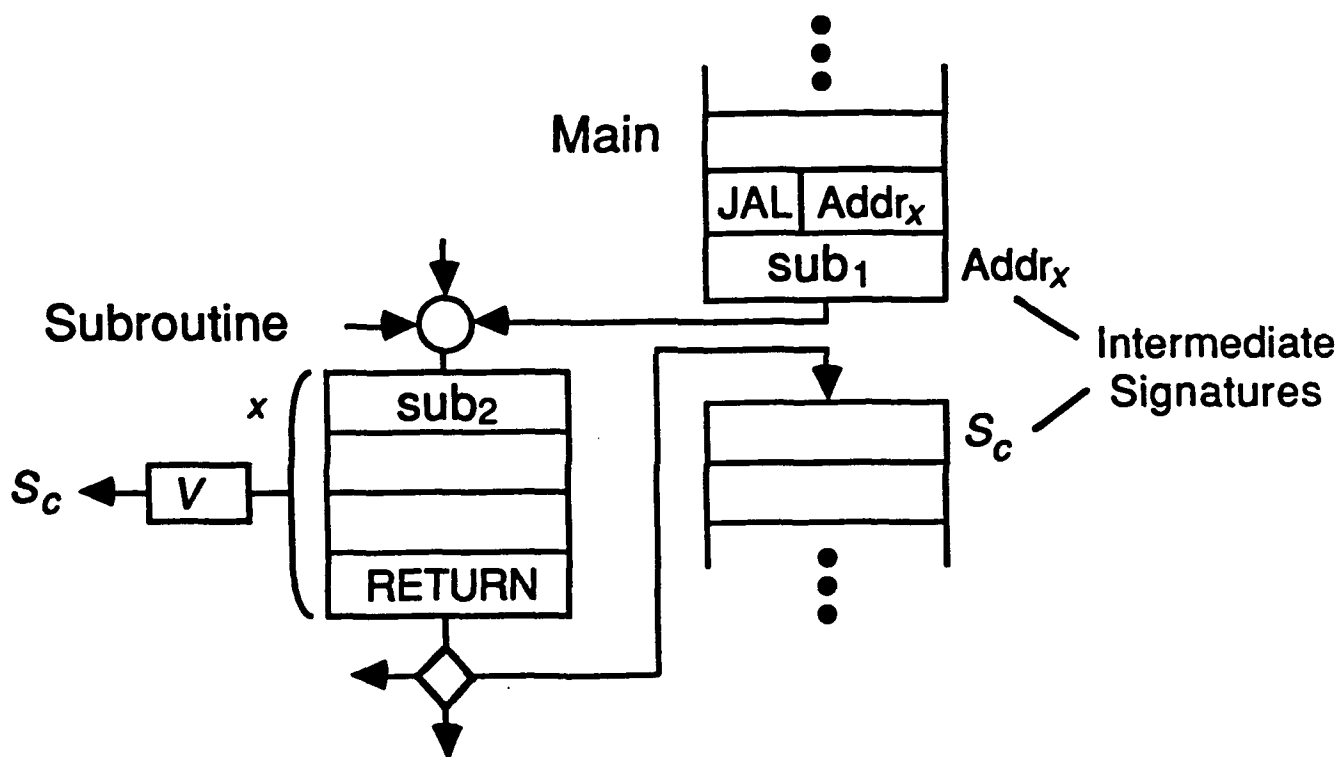 Main
JAL Addrx
sub1 Addrx
Subroutine
Intermediate
Signatures
x
sub2
Sc
Sc V
RETURN